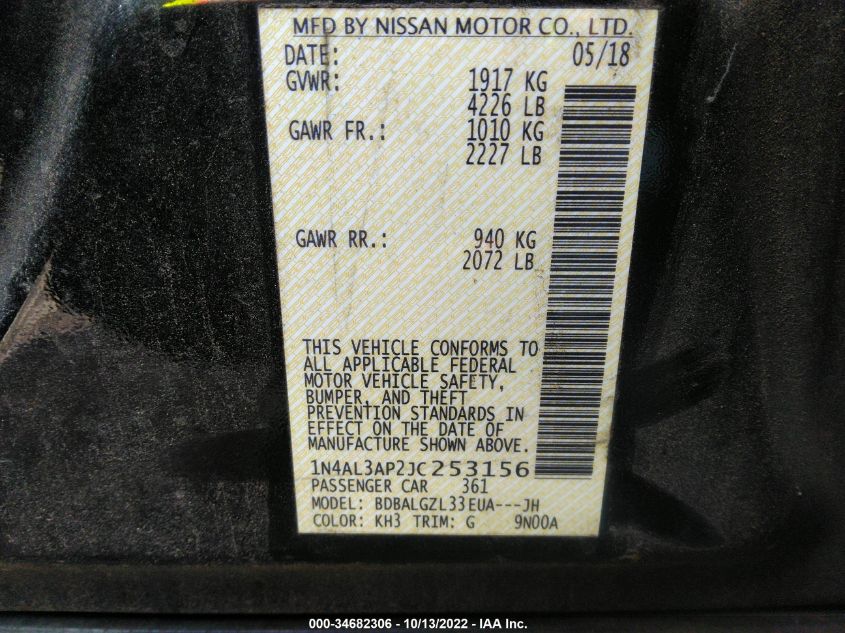 MFD BY NISSAN MOTOR CO., LTD.
DATE: 05/18
GVWR: 1917 KG
4226 LB
GAWR FR.: 1010 KG
2227 LB
GAWR RR.: 940 KG
2072 LB
THIS VEHICLE CONFORMS TO
ALL APPLICABLE FEDERAL
MOTOR VEHICLE SAFETY,
BUMPER, AND THEFT
PREVENTION STANDARDS IN
EFFECT ON THE DATE OF
MANUFACTURE SHOWN ABOVE.
1N4AL3AP2JC253156
PASSENGER CAR 361
MODEL: BDBALGZL33EUA---JH
COLOR: KH3 TRIM: G 9N00A
000-34682306 - 10/13/2022 - IAA Inc.